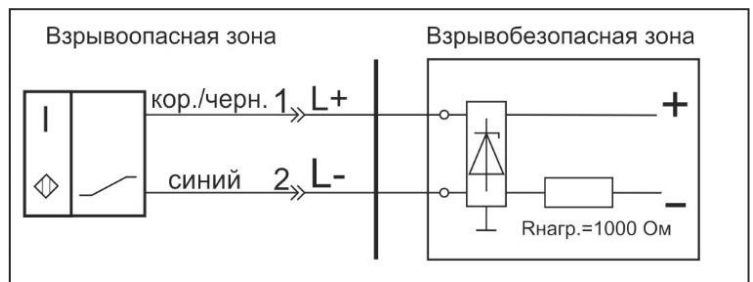 Взрывоопасная зона
Взрывобезопасная зона
I
кор./черн. 1 L+
+
синий 2 L-
−
Rнагр.=1000 Ом